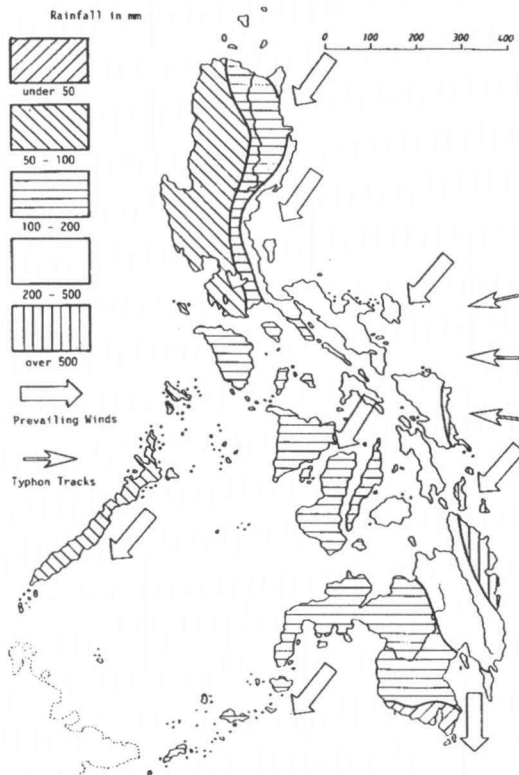 Rainfall in mm
0 0 100 200 300 400
under 50
50 - 100
100 - 200
200 - 500
over 500
Prevailing Winds
Typhon Tracks